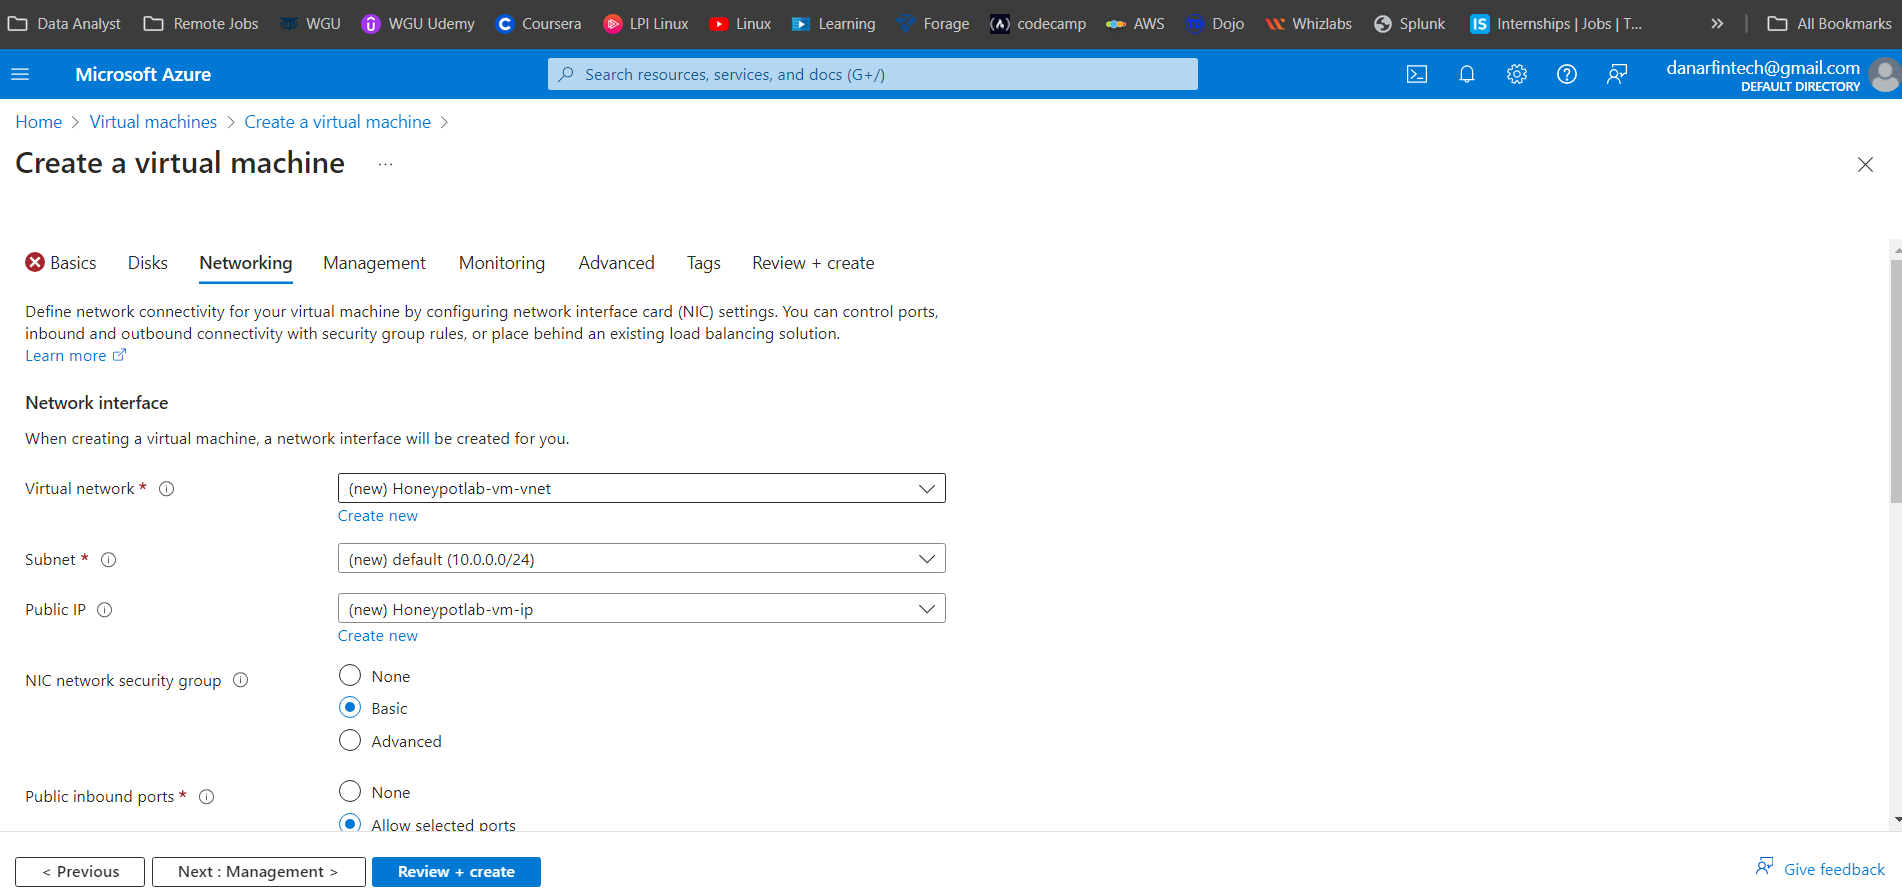 Data Analyst Remote Jobs WGU WGU Udemy Coursera LPI Linux Linux Learning Forage codecamp AWS Dojo Whizlabs Splunk Internships | Jobs | T... » All Bookmarks
Microsoft Azure Search resources, services, and docs (G+/) danarfintech@gmail.com
DEFAULT DIRECTORY
Home > Virtual machines > Create a virtual machine >
Create a virtual machine ...
Basics Disks Networking Management Monitoring Advanced Tags Review + create
Define network connectivity for your virtual machine by configuring network interface card (NIC) settings. You can control ports,
inbound and outbound connectivity with security group rules, or place behind an existing load balancing solution.
Learn more
Network interface
When creating a virtual machine, a network interface will be created for you.
Virtual network * (new) Honeypotlab-vm-vnet
Create new
Subnet * (new) default (10.0.0.0/24)
Public IP (new) Honeypotlab-vm-ip
Create new
NIC network security group None
Basic
Advanced
Public inbound ports * None
Allow selected ports
< Previous Next : Management > Review + create Give feedback